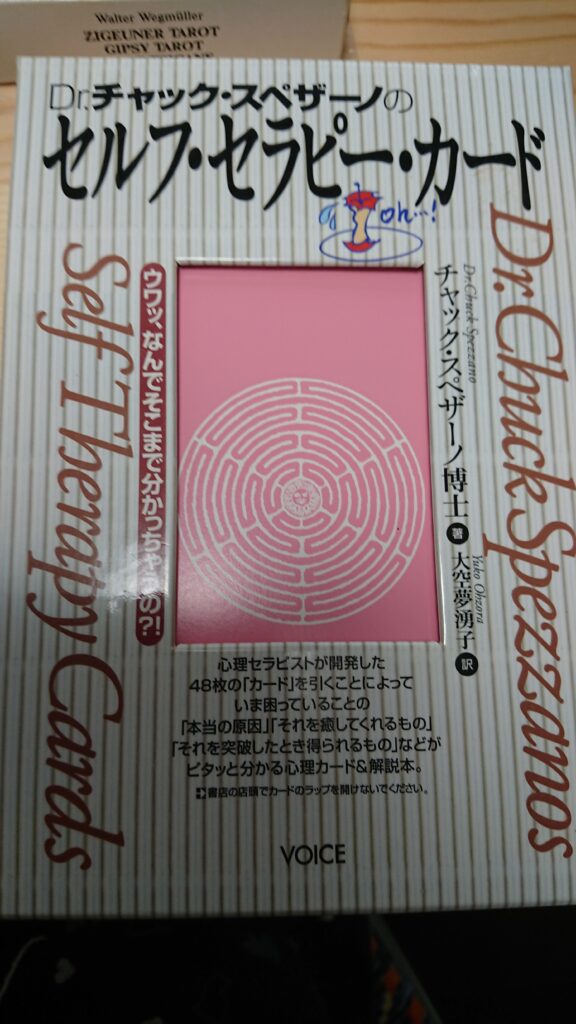 Walter Wegmüller
ZIGEUNER TAROT
GIPSY TAROT
Dr.チャック・スペザーノの
セルフ・セラピー・カード
oh…!
Dr.Chuck Spezzanos
Self Therapy Cards
Dr.Chuck Spezzano
チャック・スペザーノ博士 著
Yuko Ohzora
大空夢湧子 訳
ウワッ、なんでそこまで分かっちゃうの?!
心理セラピストが開発した
48枚の「カード」を引くことによって
いま困っていることの
「本当の原因」「それを癒してくれるもの」
「それを突破したとき得られるもの」などが
ピタッと分かる心理カード&解説本。
書店の店頭でカードのラップを開けないでください。
VOICE